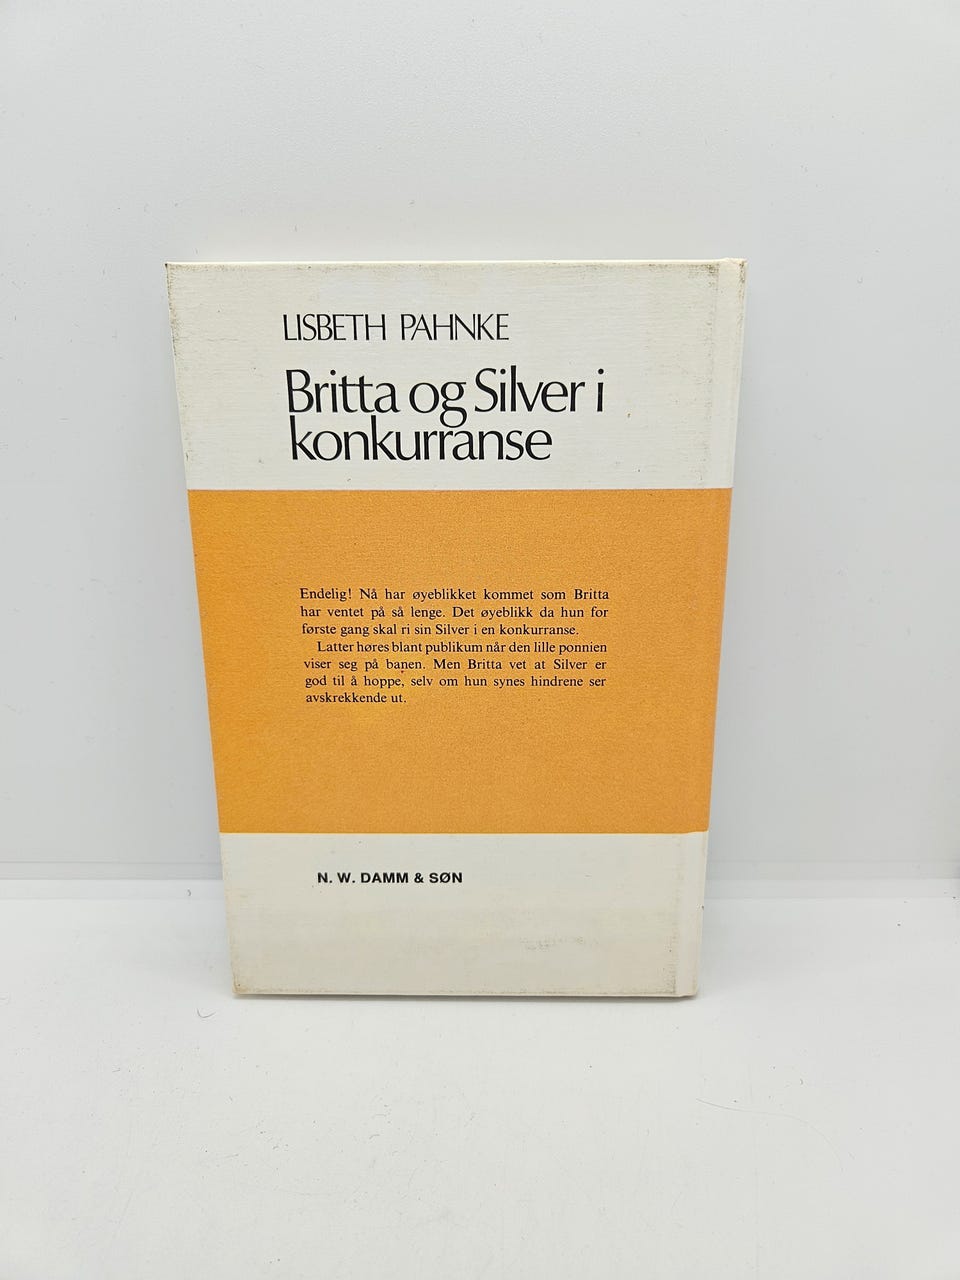 LISBETH PAHNKE
Britta og Silver i
konkurranse
Endelig! Nå har øyeblikket kommet som Britta
har ventet på så lenge. Det øyeblikk da hun for
første gang skal ri sin Silver i en konkurranse.
Latter høres blant publikum når den lille ponnien
viser seg på banen. Men Britta vet at Silver er
god til å hoppe, selv om hun synes hindrene ser
avskrekkende ut.
N. W. DAMM & SØN